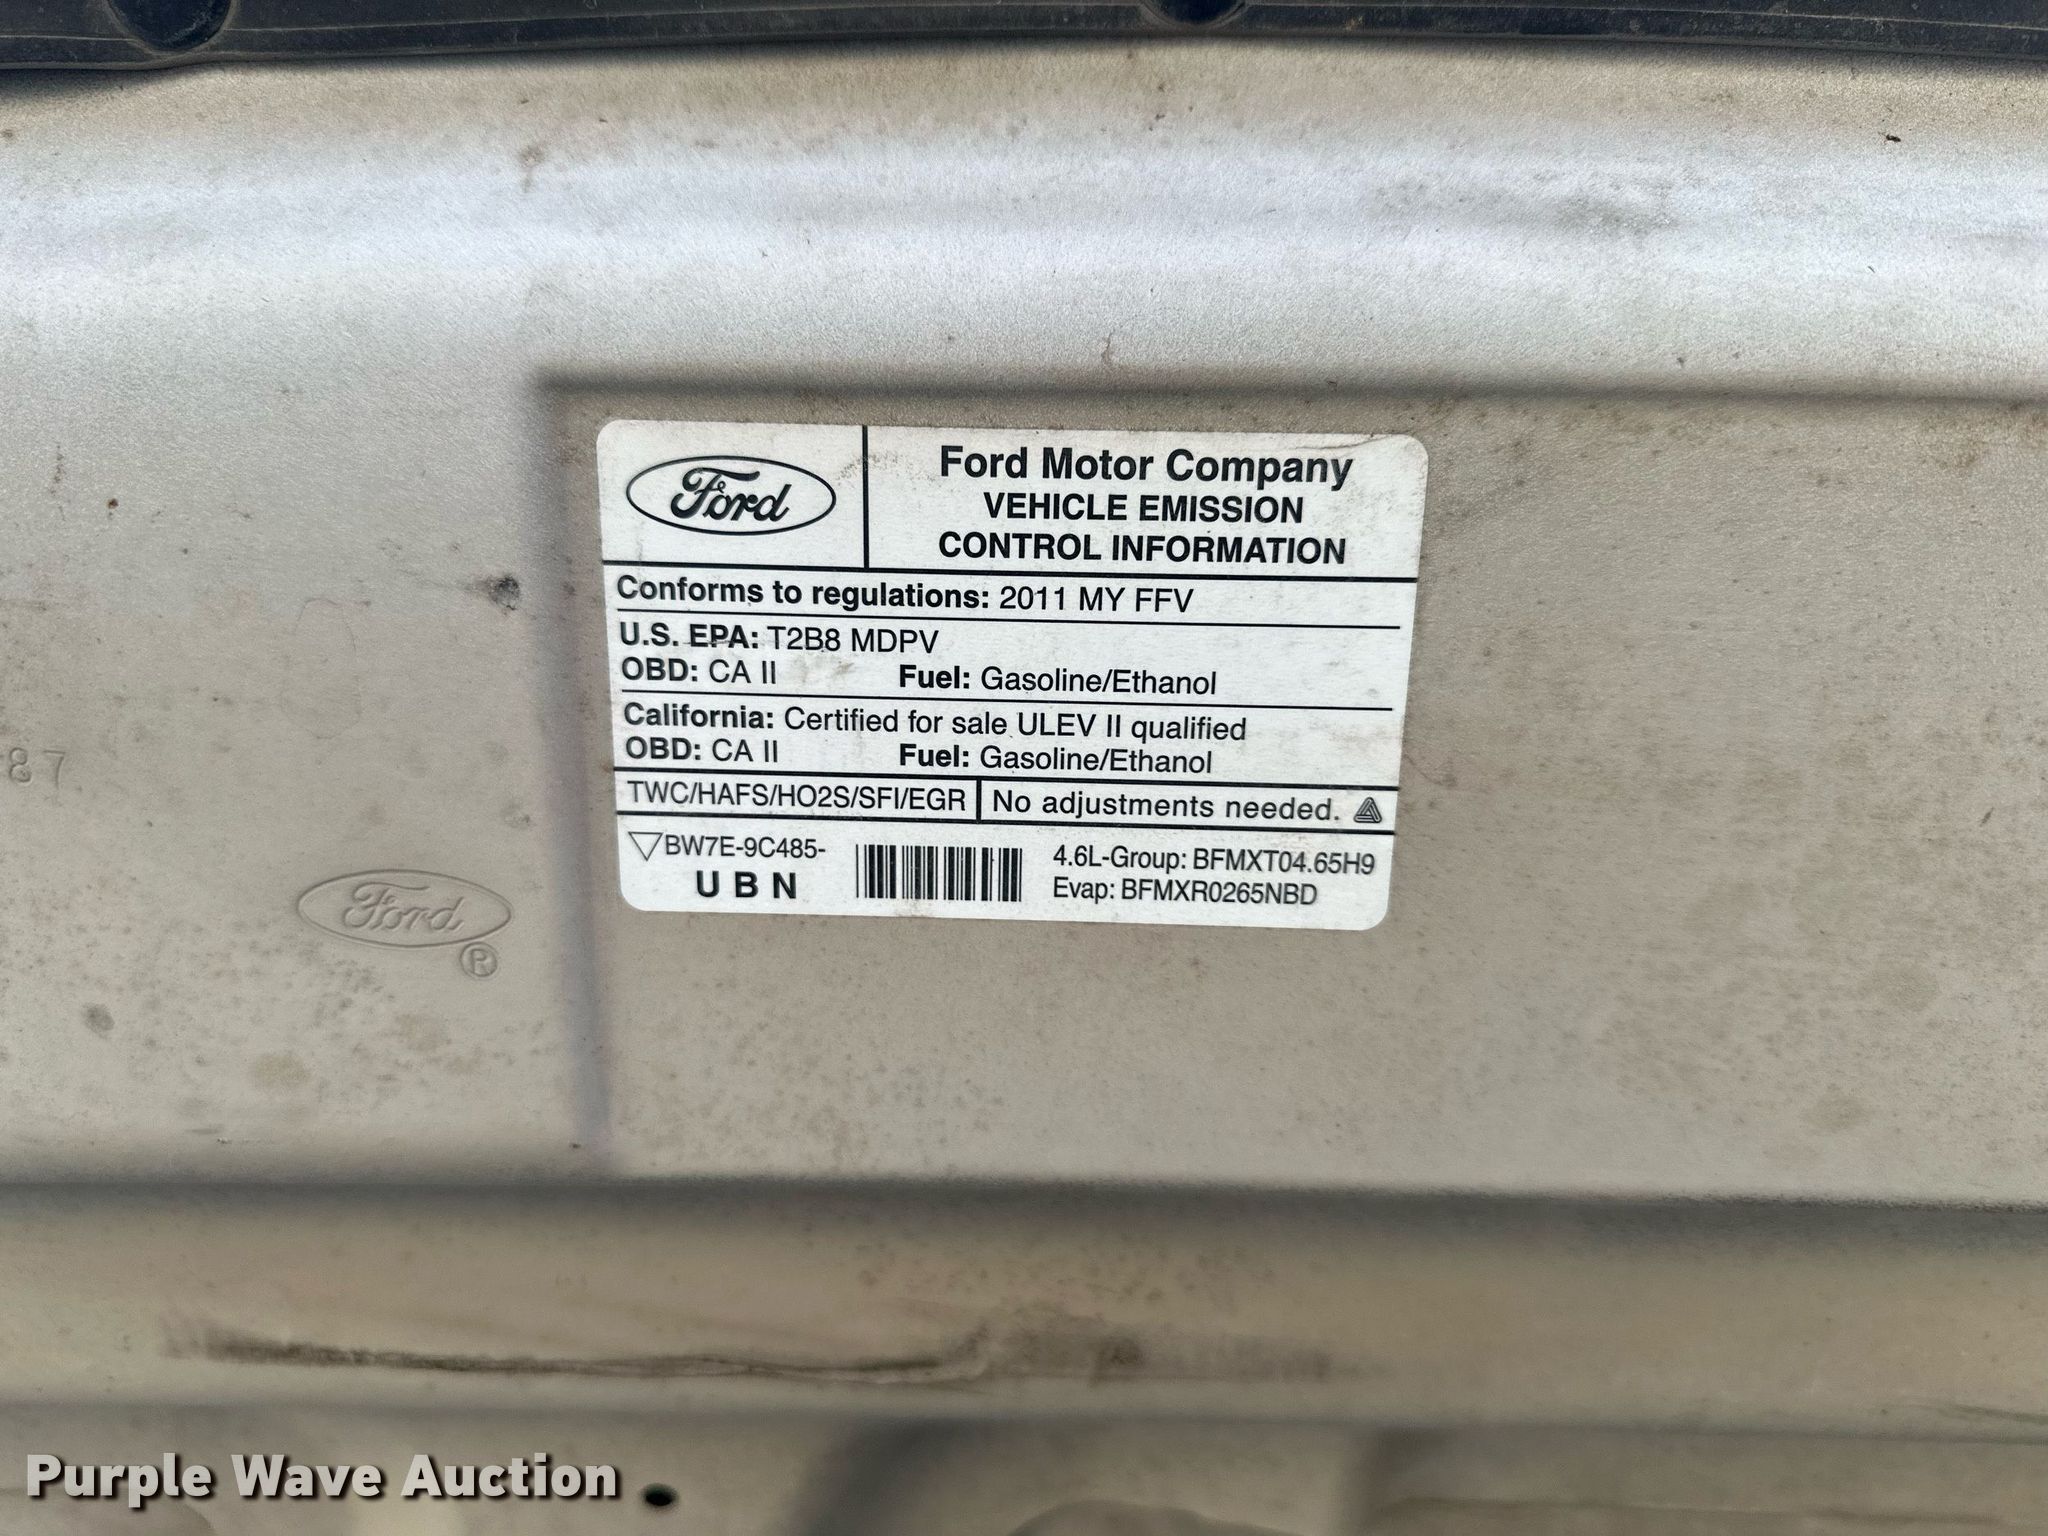 Ford
Ford Motor Company
VEHICLE EMISSION
CONTROL INFORMATION
Conforms to regulations: 2011 MY FFV
U.S. EPA: T2B8 MDPV
OBD: CA II Fuel: Gasoline/Ethanol
California: Certified for sale ULEV II qualified
OBD: CA II Fuel: Gasoline/Ethanol
TWC/HAFS/HO2S/SFI/EGR No adjustments needed.
BW7E-9C485-
U B N
4.6L-Group: BFMXT04.65H9
Evap: BFMXR0265NBD
87
Ford
®
Purple Wave Auction